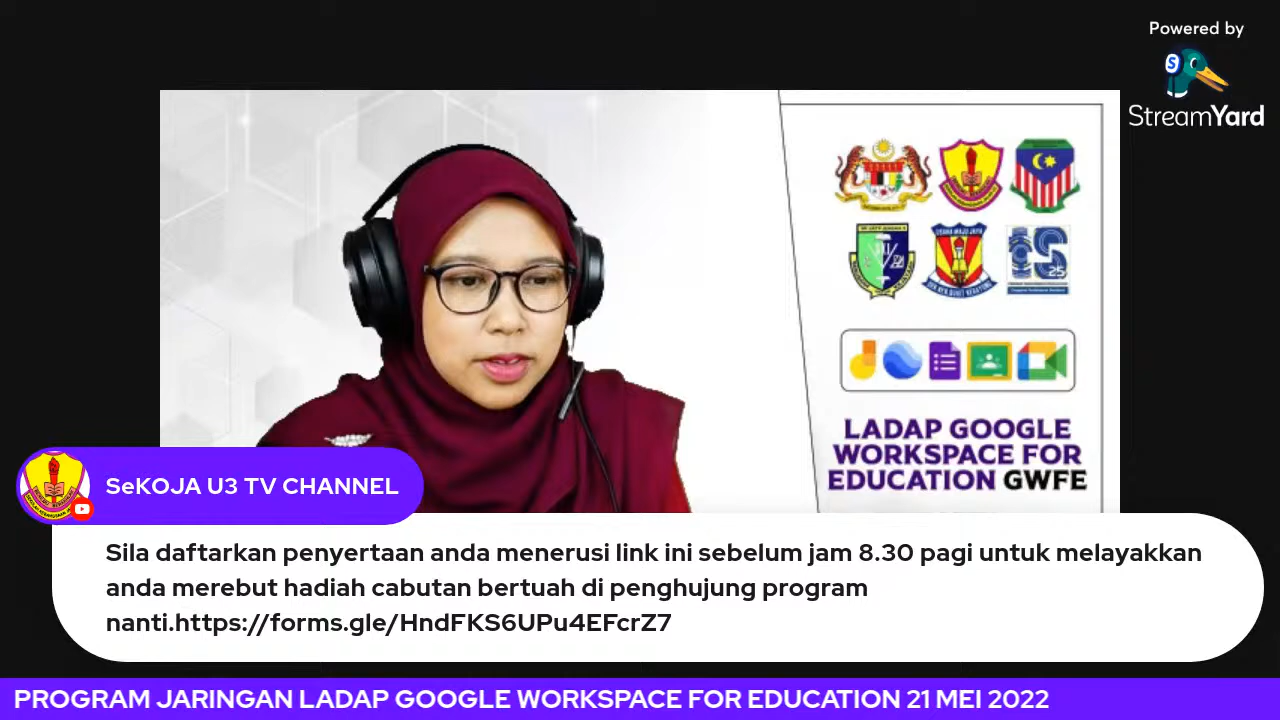 Powered by
StreamYard
LADAP GOOGLE
WORKSPACE FOR
EDUCATION GWFE
SeKOJA U3 TV CHANNEL
Sila daftarkan penyertaan anda menerusi link ini sebelum jam 8.30 pagi untuk melayakkan
anda merebut hadiah cabutan bertuah di penghujung program
nanti.https://forms.gle/HndFKS6UPu4EFcrZ7
PROGRAM JARINGAN LADAP GOOGLE WORKSPACE FOR EDUCATION 21 MEI 2022